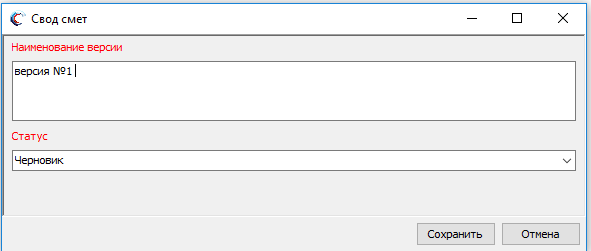 Свод смет
Наименование версии
версия №1
Статус
Черновик
Сохранить
Отмена